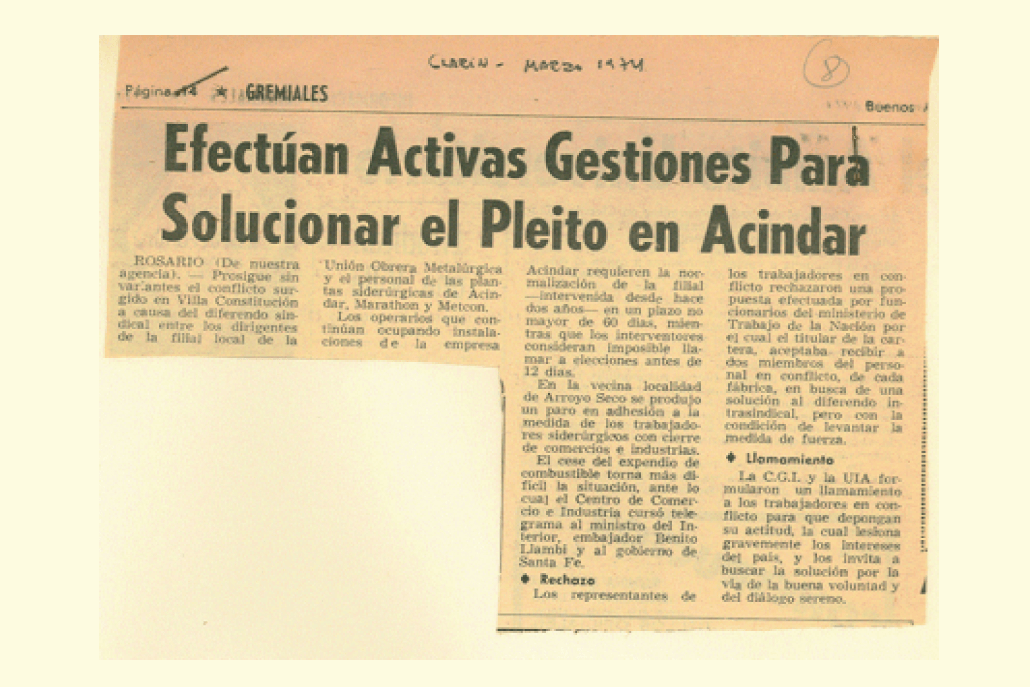 CLARIN - MARZO 1974
8
Página 14 ★ GREMIALES
Buenos
Efectúan Activas Gestiones Para
Solucionar el Pleito en Acindar
ROSARIO (De nuestra
agencia). — Prosigue sin
variantes el conflicto sur-
gido en Villa Constitución
a causa del diferendo sin-
dical entre los dirigentes
de la filial local de la
Unión Obrera Metalúrgica
y el personal de las plan-
tas siderúrgicas de Acin-
dar, Marathon y Metcon.
Los operarios que con-
tinúan ocupando instala-
ciones de la empresa
Acindar requieren la nor-
malización de la filial
—intervenida desde hace
dos años— en un plazo no
mayor de 60 días, mien-
tras que los interventores
consideran imposible lla-
mar a elecciones antes de
12 días.
En la vecina localidad
de Arroyo Seco se produjo
un paro en adhesión a la
medida de los trabajado-
res siderúrgicos con cierre
de comercios e industrias.
El cese del expendio de
combustible torna más di-
fícil la situación, ante lo
cual el Centro de Comer-
cio e Industria cursó tele-
grama al ministro del In-
terior, embajador Benito
Llambí y al gobierno de
Santa Fe.
♦ Rechazo
Los representantes de
los trabajadores en con-
flicto rechazaron una pro-
puesta efectuada por fun-
cionarios del ministerio de
Trabajo de la Nación por
el cual el titular de la car-
tera, aceptaba recibir a
dos miembros del perso-
nal en conflicto, de cada
fábrica, en busca de una
solución al diferendo in-
trasindical, pero con la
condición de levantar la
medida de fuerza.
♦ Llamamiento
La C.G.I. y la UIA for-
mularon un llamamiento
a los trabajadores en con-
flicto para que depongan
su actitud, la cual lesiona
gravemente los intereses
del país, y los invita a
buscar la solución por la
vía de la buena voluntad y
del diálogo sereno.